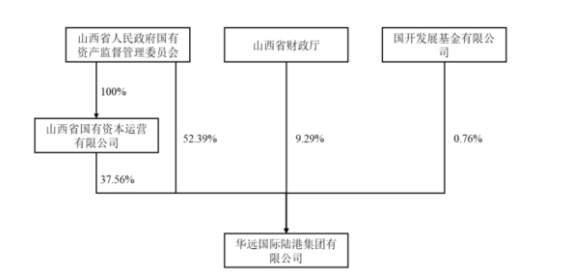 山西省人民政府国有
资产监督管理委员会
山西省财政厅
国开发展基金有限公
司
100%
山西省国有资本运营
有限公司
52.39%
9.29%
0.76%
37.56%
华远国际陆港集团有
限公司